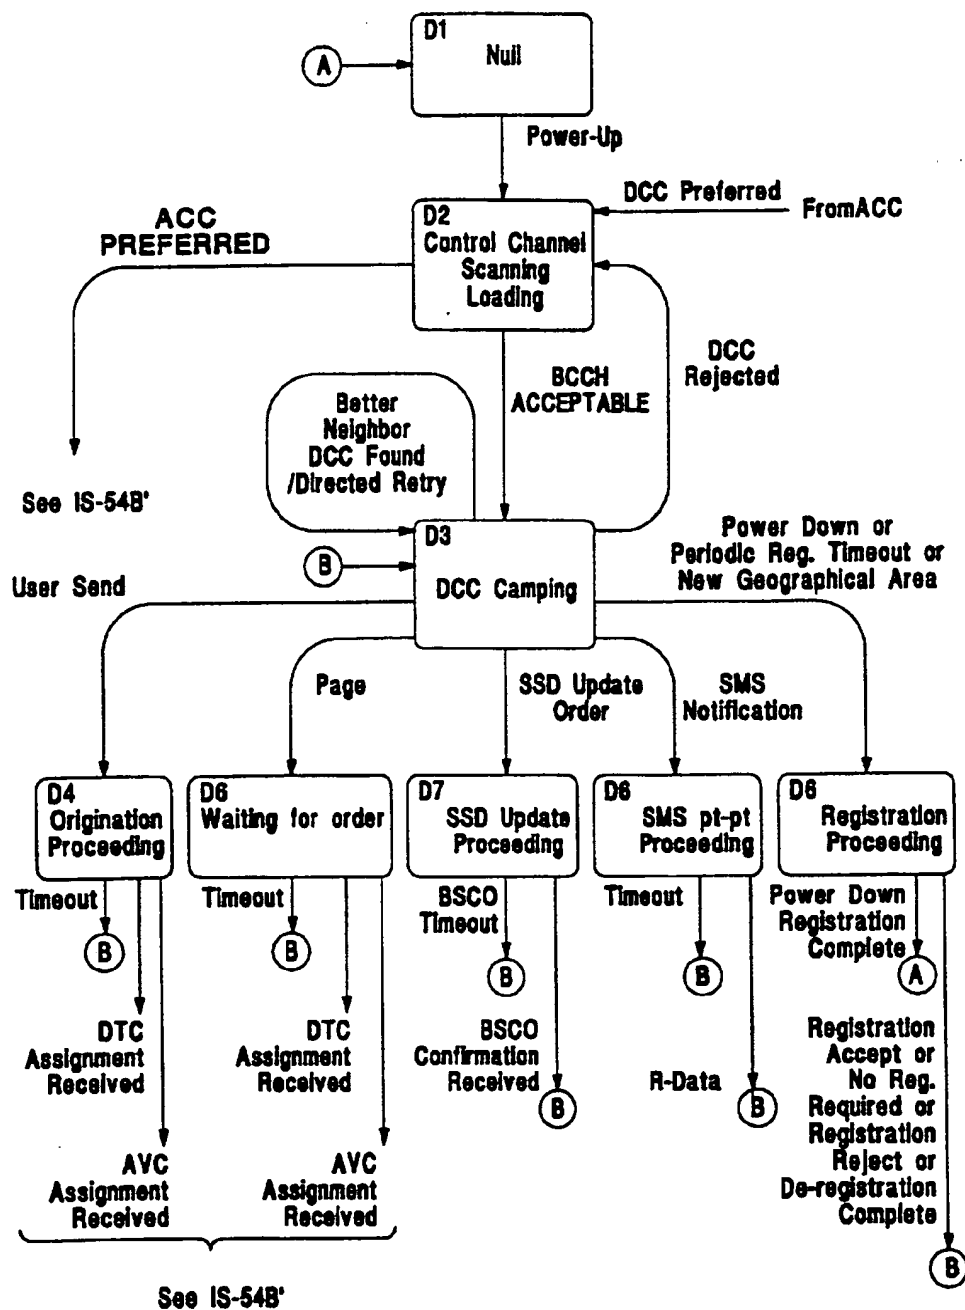 D1
Null
A
Power-Up
DCC Preferred
FromACC
ACC
PREFERRED
D2
Control Channel
Scanning
Loading
DCC
Rejected
BCCH
ACCEPTABLE
Better
Neighbor
DCC Found
/Directed Retry
See IS-54B'
D3
DCC Camping
B
Power Down or
Periodic Reg. Timeout or
New Geographical Area
User Send
Page
SSD Update
Order
SMS
Notification
D4
Origination
Proceeding
D6
Waiting for order
D7
SSD Update
Proceeding
D6
SMS pt-pt
Proceeding
D6
Registration
Proceeding
Timeout
B
Timeout
B
BSCO
Timeout
B
Timeout
B
Power Down
Registration
Complete
A
DTC
Assignment
Received
DTC
Assignment
Received
BSCO
Confirmation
Received
B
R-Data
B
Registration
Accept or
No Reg.
Required or
Registration
Reject or
De-registration
Complete
B
AVC
Assignment
Received
AVC
Assignment
Received
See IS-54B'